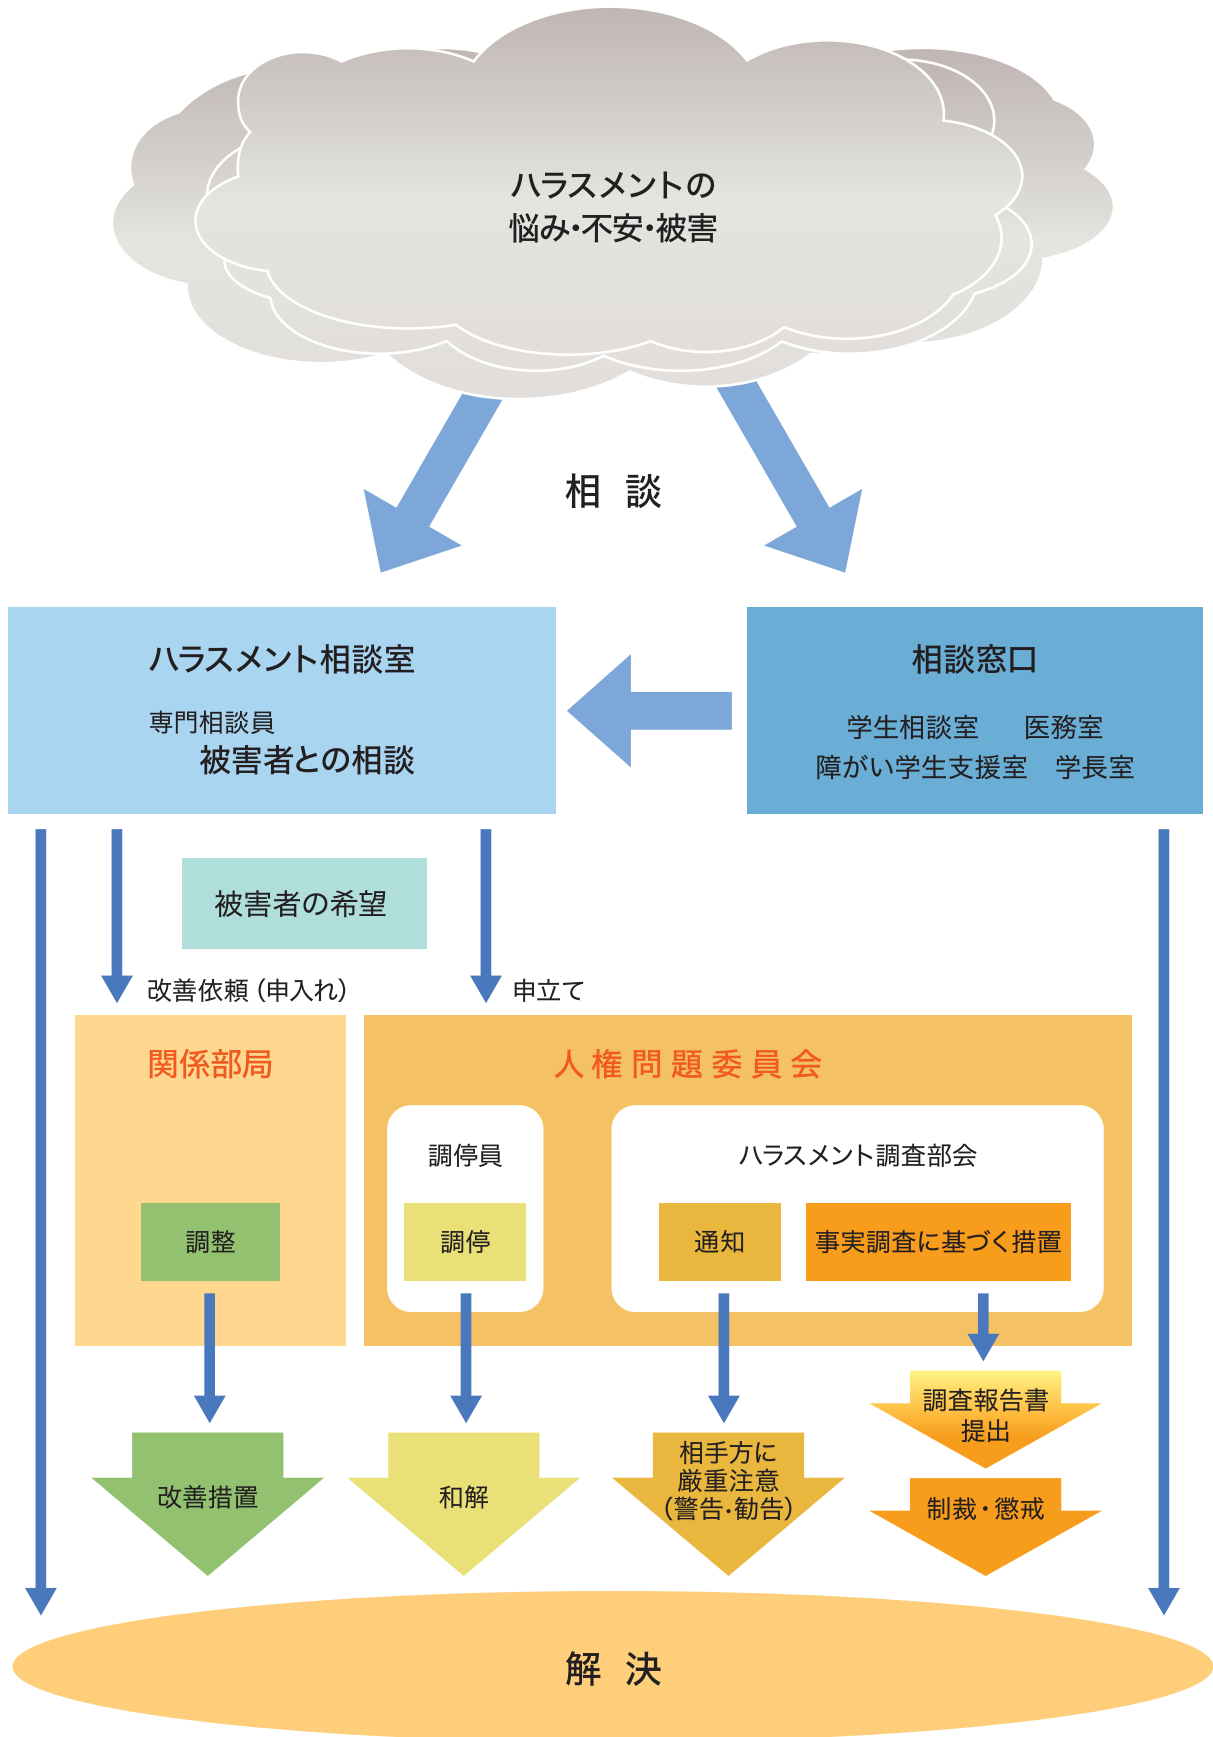 ハラスメントの
悩み・不安・被害
相 談
ハラスメント相談室
専門相談員
被害者との相談
相談窓口
学生相談室 医務室
障がい学生支援室 学長室
被害者の希望
改善依頼（申入れ）
申立て
関係部局
人権問題委員会
調停員
ハラスメント調査部会
調整
調停
通知
事実調査に基づく措置
改善措置
和解
相手方に
厳重注意
（警告・勧告）
調査報告書
提出
制裁・懲戒
解 決